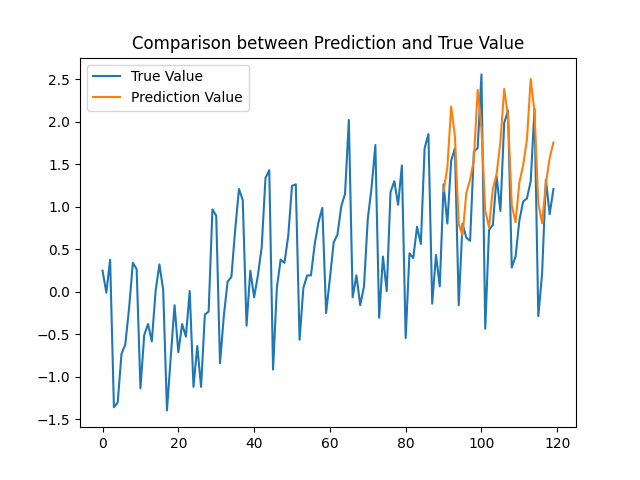 Comparison between Prediction and True Value
True Value
Prediction Value
2.5
2.0
1.5
1.0
0.5
0.0
−0.5
−1.0
−1.5
0 20 40 60 80 100 120